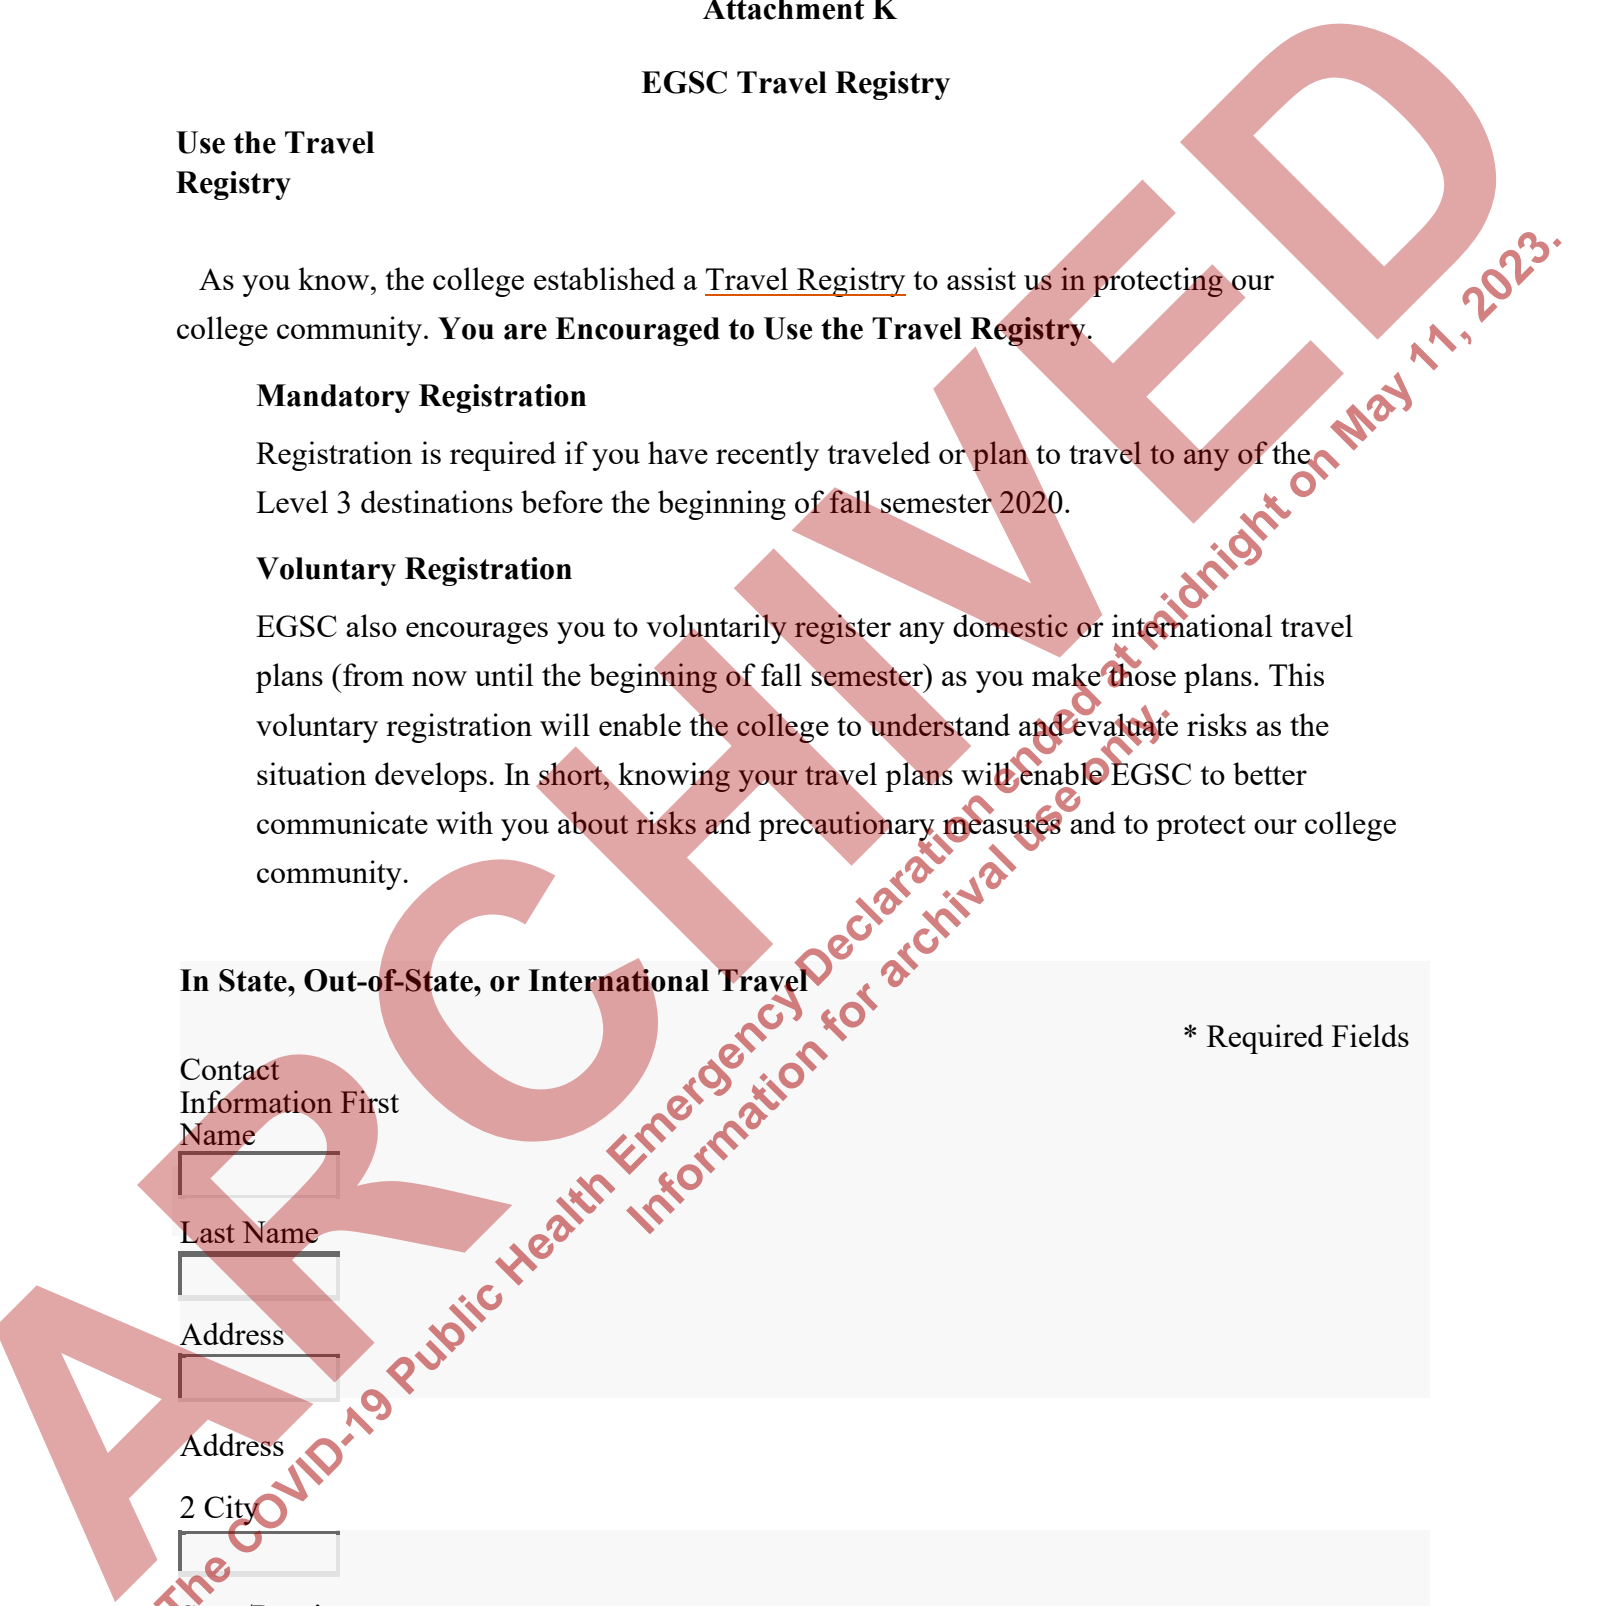 Attachment K
EGSC Travel Registry
Use the Travel
Registry
As you know, the college established a Travel Registry to assist us in protecting our
college community. You are Encouraged to Use the Travel Registry.
Mandatory Registration
Registration is required if you have recently traveled or plan to travel to any of the
Level 3 destinations before the beginning of fall semester 2020.
Voluntary Registration
EGSC also encourages you to voluntarily register any domestic or international travel
plans (from now until the beginning of fall semester) as you make those plans. This
voluntary registration will enable the college to understand and evaluate risks as the
situation develops. In short, knowing your travel plans will enable EGSC to better
communicate with you about risks and precautionary measures and to protect our college
community.
In State, Out-of-State, or International Travel
* Required Fields
Contact
Information First
Name
Last Name
Address
Address
2 City
ARCHIVED
The COVID-19 Public Health Emergency Declaration ended at midnight on May 11, 2023.
Information for archival use only.